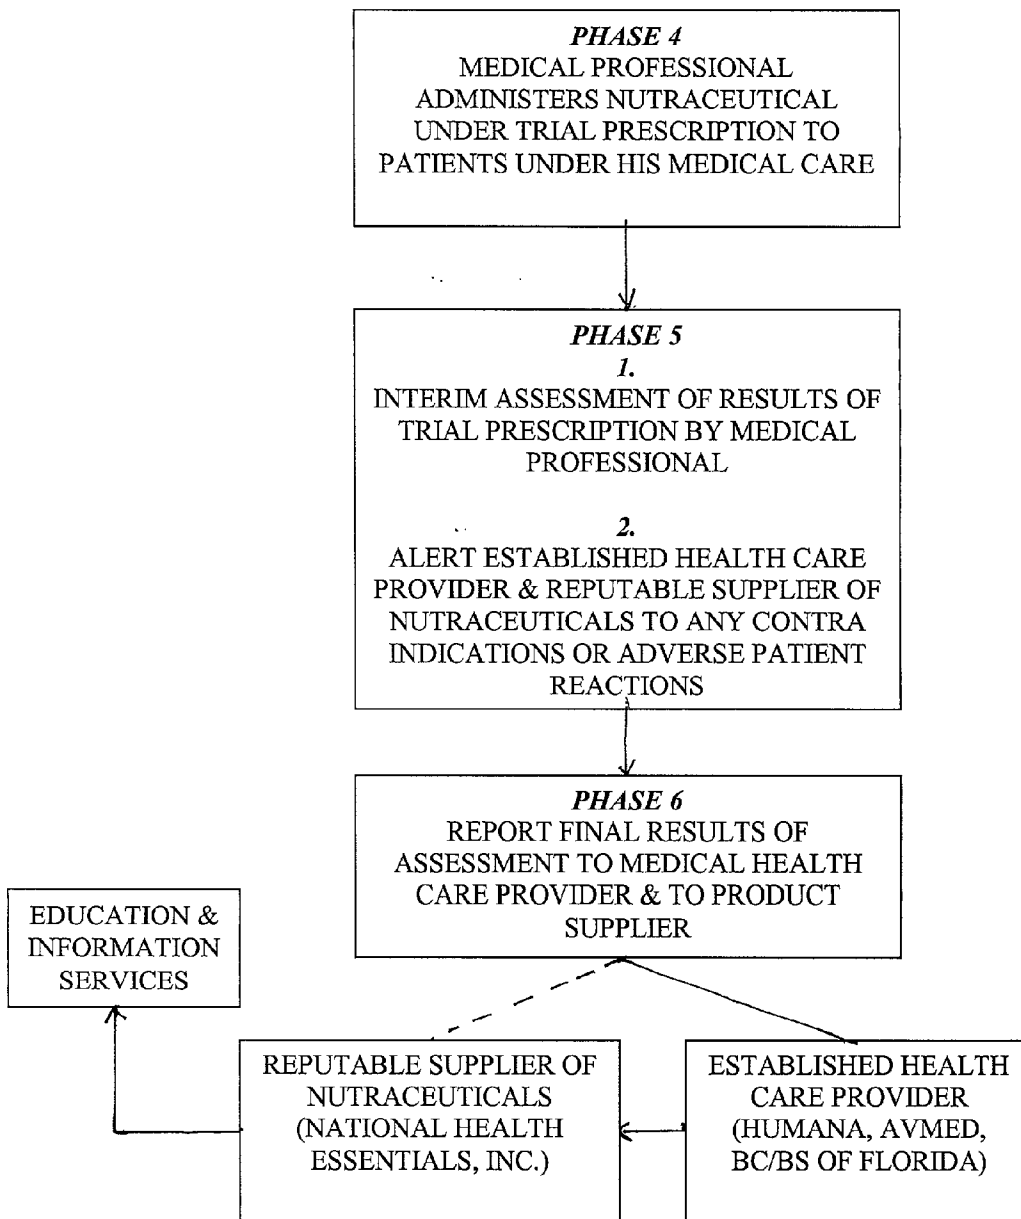 PHASE 4
MEDICAL PROFESSIONAL
ADMINISTERS NUTRACEUTICAL
UNDER TRIAL PRESCRIPTION TO
PATIENTS UNDER HIS MEDICAL CARE
PHASE 5
1.
INTERIM ASSESSMENT OF RESULTS OF
TRIAL PRESCRIPTION BY MEDICAL
PROFESSIONAL
2.
ALERT ESTABLISHED HEALTH CARE
PROVIDER & REPUTABLE SUPPLIER OF
NUTRACEUTICALS TO ANY CONTRA
INDICATIONS OR ADVERSE PATIENT
REACTIONS
PHASE 6
REPORT FINAL RESULTS OF
ASSESSMENT TO MEDICAL HEALTH
CARE PROVIDER & TO PRODUCT
SUPPLIER
EDUCATION &
INFORMATION
SERVICES
REPUTABLE SUPPLIER OF
NUTRACEUTICALS
(NATIONAL HEALTH
ESSENTIALS, INC.)
ESTABLISHED HEALTH
CARE PROVIDER
(HUMANA, AVMED,
BC/BS OF FLORIDA)